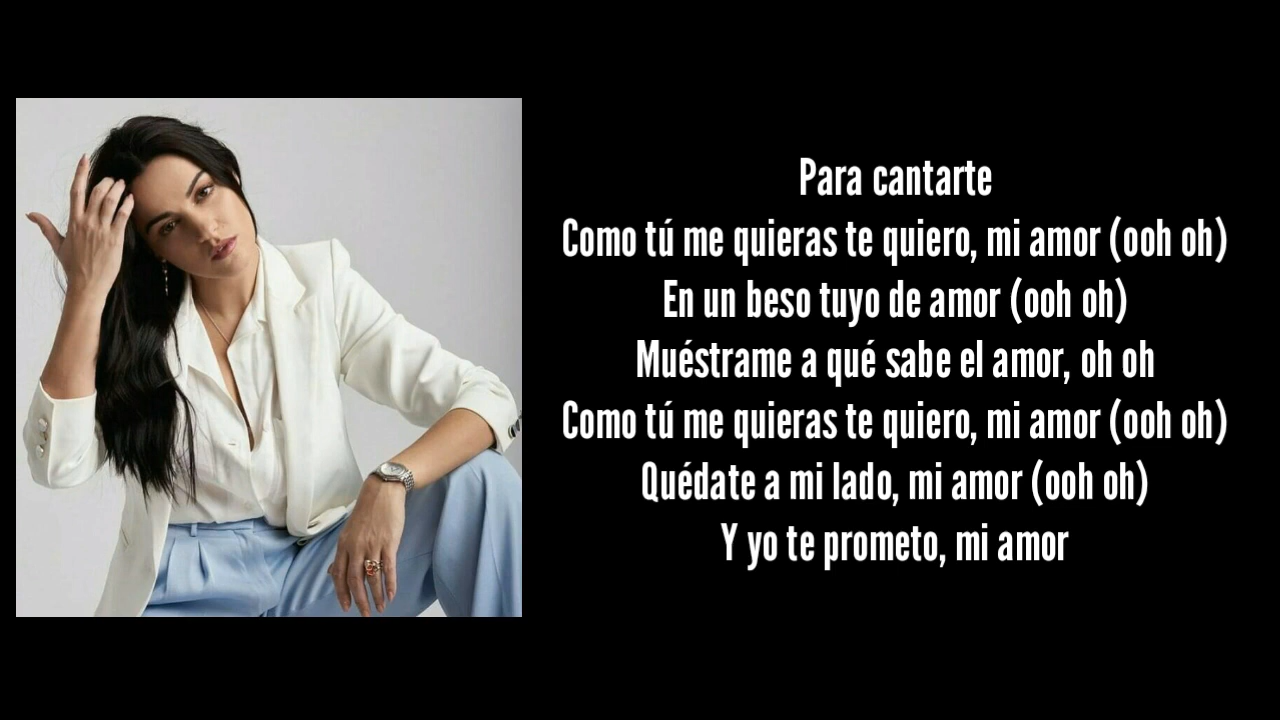 Para cantarte
Como tú me quieras te quiero, mi amor (ooh oh)
En un beso tuyo de amor (ooh oh)
Muéstrame a qué sabe el amor, oh oh
Como tú me quieras te quiero, mi amor (ooh oh)
Quédate a mi lado, mi amor (ooh oh)
Y yo te prometo, mi amor